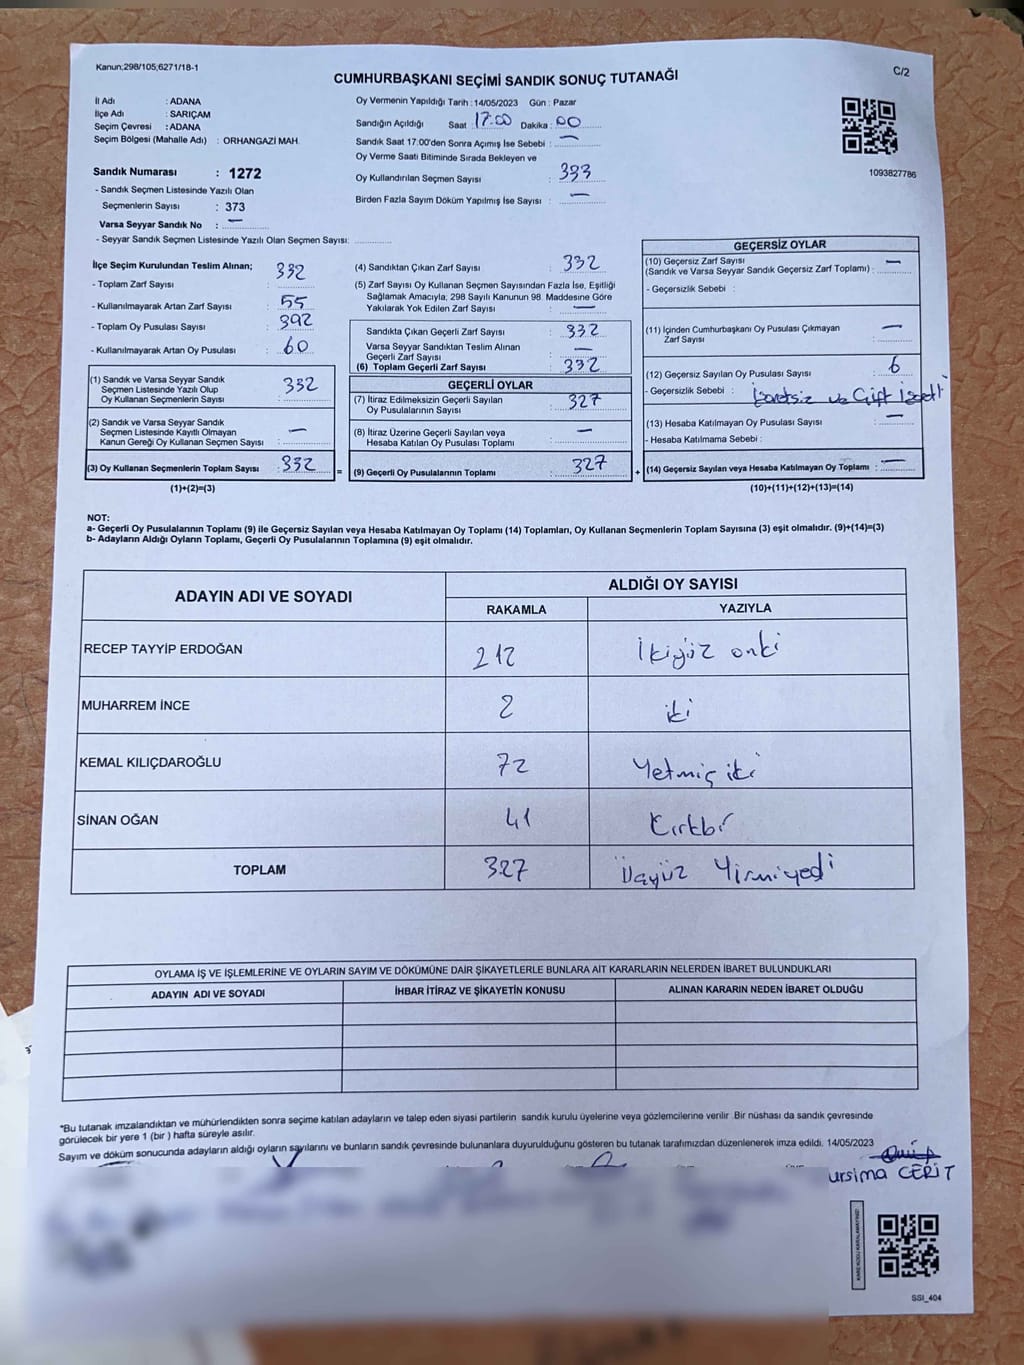 Kanun:298/105,6271/18-1
CUMHURBAŞKANI SEÇİMİ SANDIK SONUÇ TUTANAĞI
C/2
İl Adı : ADANA
İlçe Adı : SARIÇAM
Seçim Çevresi : ADANA
Seçim Bölgesi (Mahalle Adı) : ORHANGAZİ MAH.
Sandık Numarası : 1272
- Sandık Seçmen Listesinde Yazılı Olan
Seçmenlerin Sayısı : 373
Varsa Seyyar Sandık No : —
- Seyyar Sandık Seçmen Listesinde Yazılı Olan Seçmen Sayısı:
Oy Vermenin Yapıldığı Tarih : 14/05/2023 Gün : Pazar
Sandığın Açıldığı Saat : 17:00 Dakika : 00
Sandık Saat 17:00'den Sonra Açımış İse Sebebi : —
Oy Verme Saati Bitiminde Sırada Bekleyen ve
Oy Kullandırılan Seçmen Sayısı : 333
Birden Fazla Sayım Döküm Yapılmış İse Sayısı : —
1093827786
İlçe Seçim Kurulundan Teslim Alınan;
- Toplam Zarf Sayısı : 332
- Kullanılmayarak Artan Zarf Sayısı : 55
- Toplam Oy Pusulası Sayısı : 392
- Kullanılmayarak Artan Oy Pusulası : 60
(1) Sandık ve Varsa Seyyar Sandık
Seçmen Listesinde Yazılı Olup
Oy Kullanan Seçmenlerin Sayısı : 332
(2) Sandık ve Varsa Seyyar Sandık
Seçmen Listesinde Kayıtlı Olmayan
Kanun Gereği Oy Kullanan Seçmen Sayısı : —
(3) Oy Kullanan Seçmenlerin Toplam Sayısı : 332
(1)+(2)=(3)
(4) Sandıktan Çıkan Zarf Sayısı : 332
(5) Zarf Sayısı Oy Kullanan Seçmen Sayısından Fazla İse, Eşitliği
Sağlamak Amacıyla; 298 Sayılı Kanunun 98. Maddesine Göre
Yakılarak Yok Edilen Zarf Sayısı : —
Sandıkta Çıkan Geçerli Zarf Sayısı : 332
Varsa Seyyar Sandıktan Teslim Alınan
Geçerli Zarf Sayısı : —
(6) Toplam Geçerli Zarf Sayısı : 332
GEÇERLİ OYLAR
(7) İtiraz Edilmeksizin Geçerli Sayılan
Oy Pusulalarının Sayısı : 327
(8) İtiraz Üzerine Geçerli Sayılan veya
Hesaba Katılan Oy Pusulası Toplamı : —
= (9) Geçerli Oy Pusulalarının Toplamı : 327 +
GEÇERSİZ OYLAR
(10) Geçersiz Zarf Sayısı
(Sandık ve Varsa Seyyar Sandık Geçersiz Zarf Toplamı) : —
- Geçersizlik Sebebi :
(11) İçinden Cumhurbaşkanı Oy Pusulası Çıkmayan
Zarf Sayısı : —
(12) Geçersiz Sayılan Oy Pusulası Sayısı : 6
- Geçersizlik Sebebi : İzaretsiz ve Çift İzaretl
(13) Hesaba Katılmayan Oy Pusulası Sayısı : —
- Hesaba Katılmama Sebebi :
(14) Geçersiz Sayılan veya Hesaba Katılmayan Oy Toplamı : —
(10)+(11)+(12)+(13)=(14)
NOT:
a- Geçerli Oy Pusulalarının Toplamı (9) ile Geçersiz Sayılan veya Hesaba Katılmayan Oy Toplamı (14) Toplamları, Oy Kullanan Seçmenlerin Toplam Sayısına (3) eşit olmalıdır. (9)+(14)=(3)
b- Adayların Aldığı Oyların Toplamı, Geçerli Oy Pusulalarının Toplamına (9) eşit olmalıdır.
ADAYIN ADI VE SOYADI ALDIĞI OY SAYISI
RAKAMLA YAZIYLA
RECEP TAYYİP ERDOĞAN 212 İkiyüz onki
MUHARREM İNCE 2 iki
KEMAL KILIÇDAROĞLU 72 Yetmiş iki
SİNAN OĞAN 41 Kırkbir
TOPLAM 327 Üçyüz Yirmiyedi
OYLAMA İŞ VE İŞLEMLERİNE VE OYLARIN SAYIM VE DÖKÜMÜNE DAİR ŞİKAYETLERLE BUNLARA AİT KARARLARIN NELERDEN İBARET BULUNDUKLARI
ADAYIN ADI VE SOYADI İHBAR İTİRAZ VE ŞİKAYETİN KONUSU ALINAN KARARIN NEDEN İBARET OLDUĞU
*Bu tutanak imzalandıktan ve mühürlendikten sonra seçime katılan adayların ve talep eden siyasi partilerin sandık kurulu üyelerine veya gözlemcilerine verilir .Bir nüshası da sandık çevresinde
görülecek bir yere 1 (bir ) hafta süreyle asılır.
Sayım ve döküm sonucunda adayların aldığı oyların sayılarını ve bunların sandık çevresinde bulunanlara duyurulduğunu gösteren bu tutanak tarafımızdan düzenlenerek imza edildi. 14/05/2023
ursima CERİT
SSI_404